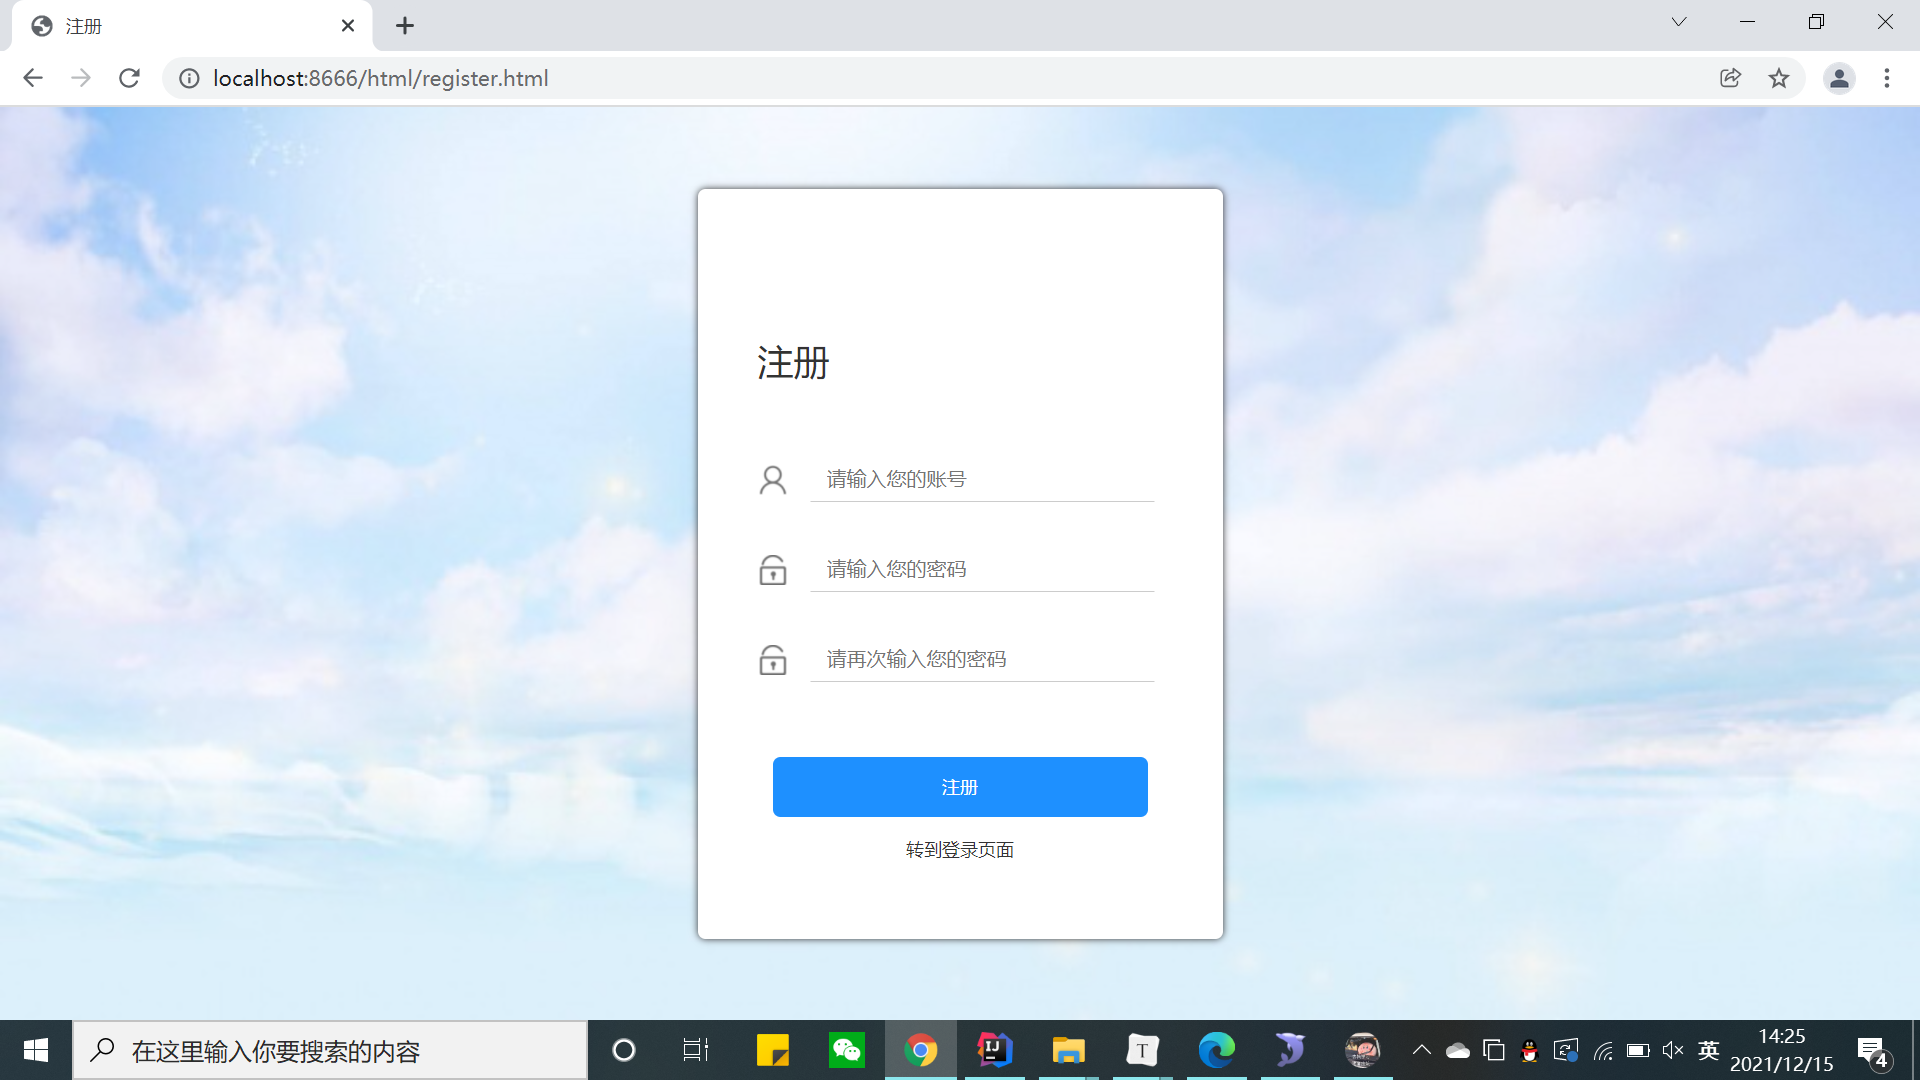 注册
localhost:8666/html/register.html
注册
请输入您的账号
请输入您的密码
请再次输入您的密码
注册
转到登录页面
在这里输入你要搜索的内容
IJ
T
英
14:25
2021/12/15
4